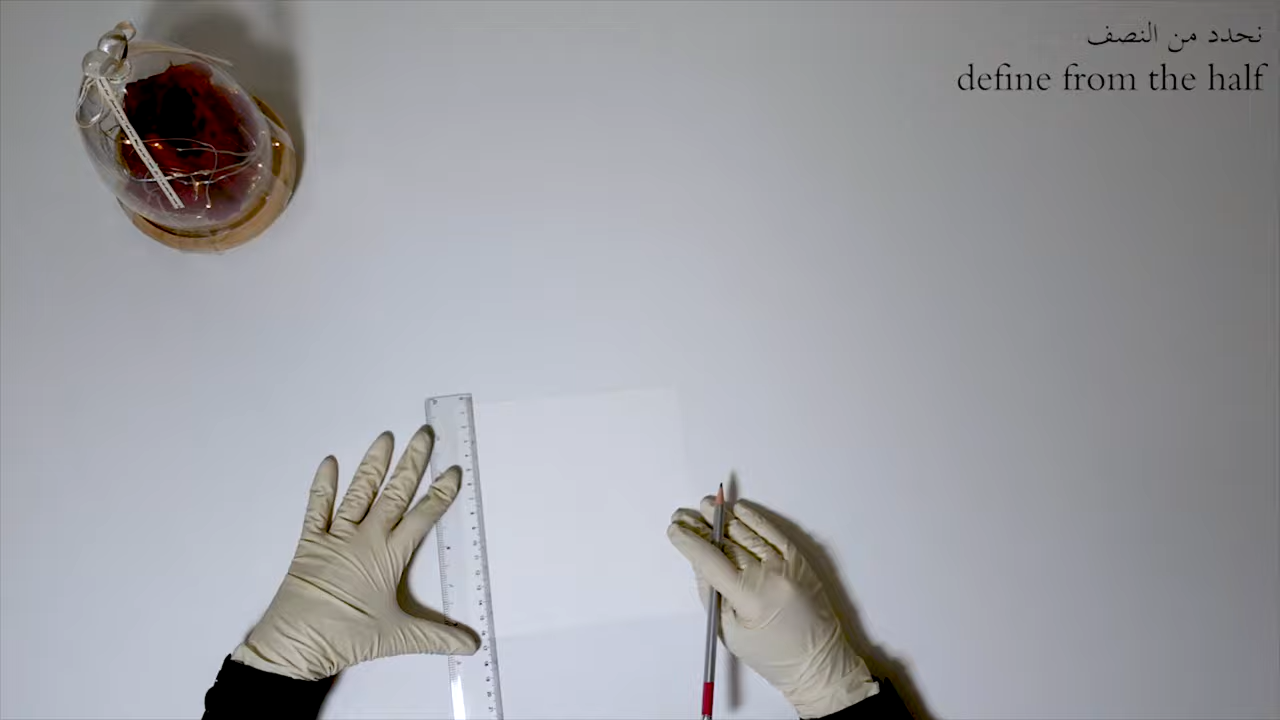 نحدد من النصف
define from the half